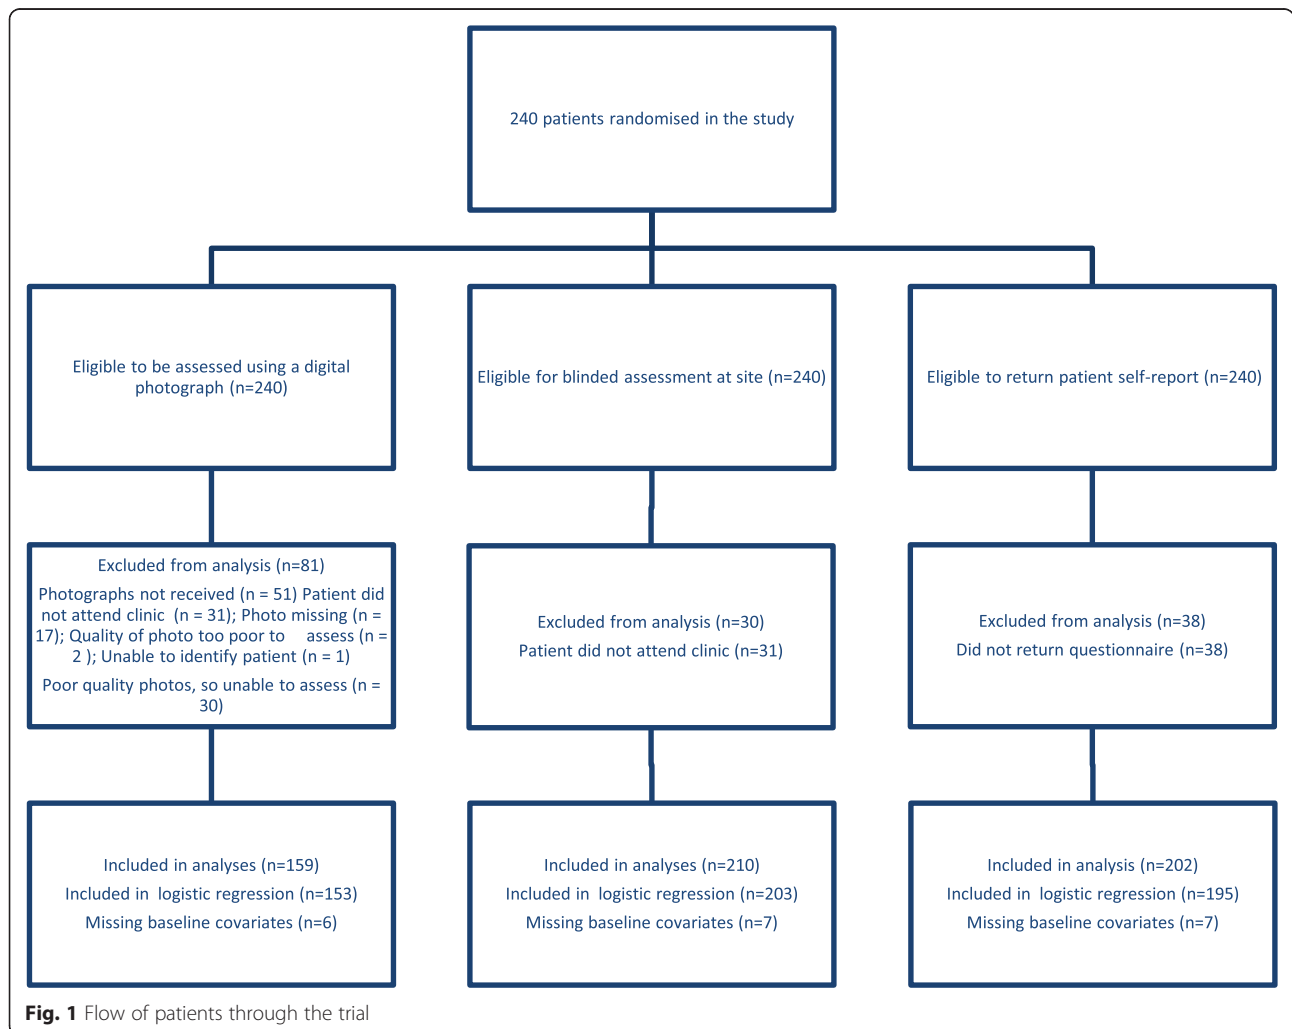 240 patients randomised in the study
Eligible to be assessed using a digital
photograph (n=240)
Eligible for blinded assessment at site (n=240)
Eligible to return patient self-report (n=240)
Excluded from analysis (n=81)
Photographs not received (n = 51) Patient did
not attend clinic (n = 31); Photo missing (n =
17); Quality of photo too poor to assess (n =
2 ); Unable to identify patient (n = 1)
Poor quality photos, so unable to assess (n =
30)
Excluded from analysis (n=30)
Patient did not attend clinic (n=31)
Excluded from analysis (n=38)
Did not return questionnaire (n=38)
Included in analyses (n=159)
Included in logistic regression (n=153)
Missing baseline covariates (n=6)
Included in analyses (n=210)
Included in logistic regression (n=203)
Missing baseline covariates (n=7)
Included in analysis (n=202)
Included in logistic regression (n=195)
Missing baseline covariates (n=7)
Fig. 1 Flow of patients through the trial